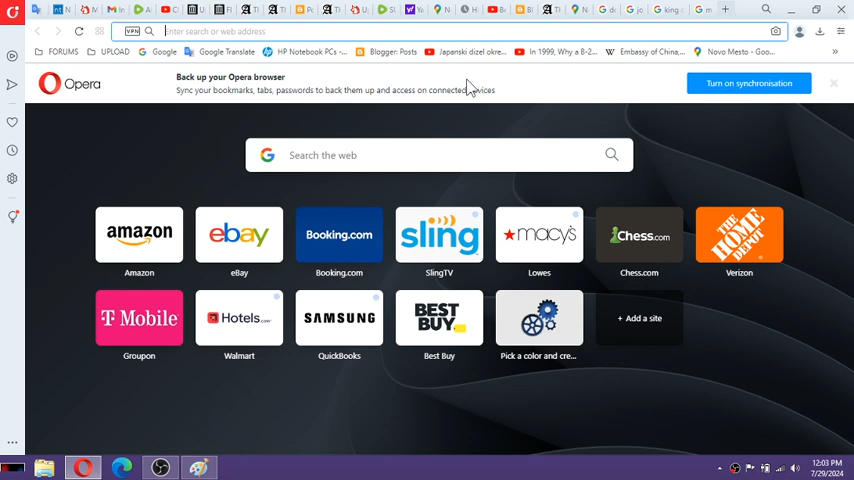 VPN Enter search or web address
FORUMS UPLOAD Google Google Translate HP Notebook PCs -... Blogger: Posts Japanski dizel okre... In 1999, Why a B-2... Embassy of China,... Novo Mesto - Goo... »
Opera
Back up your Opera browser
Sync your bookmarks, tabs, passwords to back them up and access on connected devices
Turn on synchronisation
Search the web
amazon
ebay
Booking.com
sling
macy's
Chess.com
THE HOME DEPOT
Amazon
eBay
Booking.com
SlingTV
Lowes
Chess.com
Verizon
T Mobile
Hotels.com
SAMSUNG
BEST BUY
+ Add a site
Groupon
Walmart
QuickBooks
Best Buy
Pick a color and cre...
12:03 PM
7/29/2024